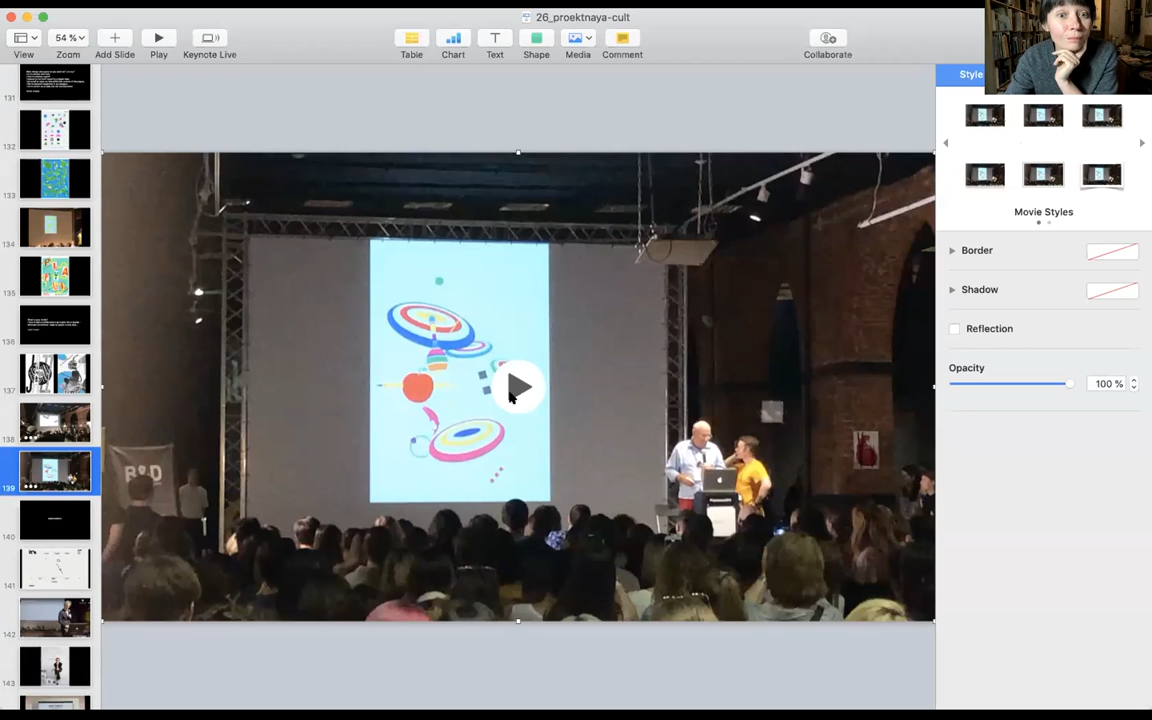 26_proektnaya-cult
54 %
View
Zoom
Add Slide
Play
Keynote Live
Table
Chart
Text
Shape
Media
Comment
Collaborate
Style
Movie Styles
Border
Shadow
Reflection
Opacity
100 %
131
132
133
134
135
136
137
138
139
140
141
it's
142
143
B&D